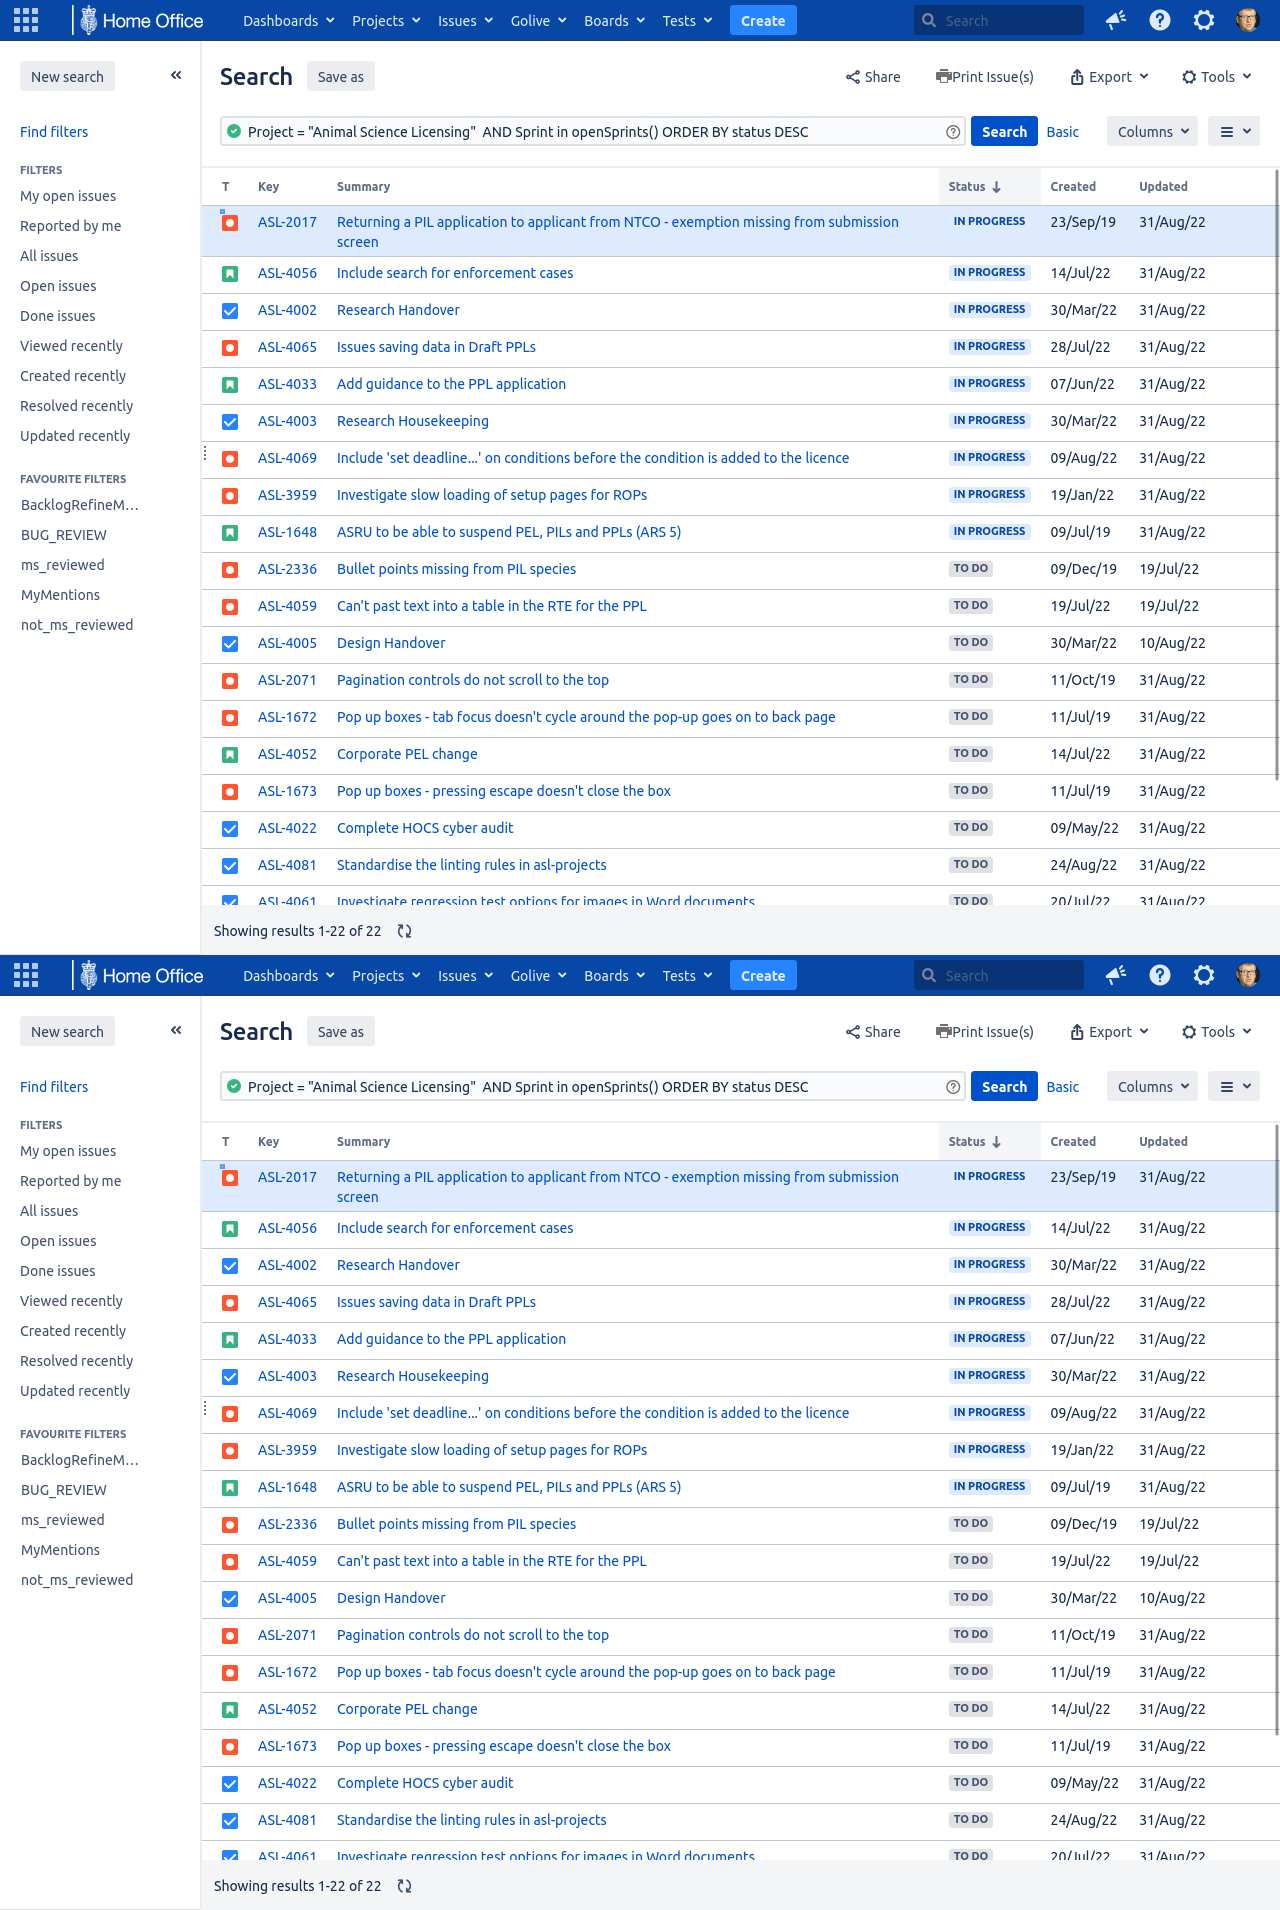 Home Office Dashboards Projects Issues Golive Boards Tests Create Search
New search
Search Save as Share Print Issue(s) Export Tools
Find filters
Project = "Animal Science Licensing" AND Sprint in openSprints() ORDER BY status DESC Search Basic Columns
FILTERS
My open issues
Reported by me
All issues
Open issues
Done issues
Viewed recently
Created recently
Resolved recently
Updated recently
FAVOURITE FILTERS
BacklogRefineM...
BUG_REVIEW
ms_reviewed
MyMentions
not_ms_reviewed
T Key Summary Status Created Updated
ASL-2017 Returning a PIL application to applicant from NTCO - exemption missing from submission IN PROGRESS 23/Sep/19 31/Aug/22
screen
ASL-4056 Include search for enforcement cases IN PROGRESS 14/Jul/22 31/Aug/22
ASL-4002 Research Handover IN PROGRESS 30/Mar/22 31/Aug/22
ASL-4065 Issues saving data in Draft PPLs IN PROGRESS 28/Jul/22 31/Aug/22
ASL-4033 Add guidance to the PPL application IN PROGRESS 07/Jun/22 31/Aug/22
ASL-4003 Research Housekeeping IN PROGRESS 30/Mar/22 31/Aug/22
ASL-4069 Include 'set deadline...' on conditions before the condition is added to the licence IN PROGRESS 09/Aug/22 31/Aug/22
ASL-3959 Investigate slow loading of setup pages for ROPs IN PROGRESS 19/Jan/22 31/Aug/22
ASL-1648 ASRU to be able to suspend PEL, PILs and PPLs (ARS 5) IN PROGRESS 09/Jul/19 31/Aug/22
ASL-2336 Bullet points missing from PIL species TO DO 09/Dec/19 19/Jul/22
ASL-4059 Can't past text into a table in the RTE for the PPL TO DO 19/Jul/22 19/Jul/22
ASL-4005 Design Handover TO DO 30/Mar/22 10/Aug/22
ASL-2071 Pagination controls do not scroll to the top TO DO 11/Oct/19 31/Aug/22
ASL-1672 Pop up boxes - tab focus doesn't cycle around the pop-up goes on to back page TO DO 11/Jul/19 31/Aug/22
ASL-4052 Corporate PEL change TO DO 14/Jul/22 31/Aug/22
ASL-1673 Pop up boxes - pressing escape doesn't close the box TO DO 11/Jul/19 31/Aug/22
ASL-4022 Complete HOCS cyber audit TO DO 09/May/22 31/Aug/22
ASL-4081 Standardise the linting rules in asl-projects TO DO 24/Aug/22 31/Aug/22
ASL-4061 Investigate regression test options for images in Word documents TO DO 20/Jul/22 31/Aug/22
Showing results 1-22 of 22
Home Office Dashboards Projects Issues Golive Boards Tests Create Search
New search
Search Save as Share Print Issue(s) Export Tools
Find filters
Project = "Animal Science Licensing" AND Sprint in openSprints() ORDER BY status DESC Search Basic Columns
FILTERS
My open issues
Reported by me
All issues
Open issues
Done issues
Viewed recently
Created recently
Resolved recently
Updated recently
FAVOURITE FILTERS
BacklogRefineM...
BUG_REVIEW
ms_reviewed
MyMentions
not_ms_reviewed
T Key Summary Status Created Updated
ASL-2017 Returning a PIL application to applicant from NTCO - exemption missing from submission IN PROGRESS 23/Sep/19 31/Aug/22
screen
ASL-4056 Include search for enforcement cases IN PROGRESS 14/Jul/22 31/Aug/22
ASL-4002 Research Handover IN PROGRESS 30/Mar/22 31/Aug/22
ASL-4065 Issues saving data in Draft PPLs IN PROGRESS 28/Jul/22 31/Aug/22
ASL-4033 Add guidance to the PPL application IN PROGRESS 07/Jun/22 31/Aug/22
ASL-4003 Research Housekeeping IN PROGRESS 30/Mar/22 31/Aug/22
ASL-4069 Include 'set deadline...' on conditions before the condition is added to the licence IN PROGRESS 09/Aug/22 31/Aug/22
ASL-3959 Investigate slow loading of setup pages for ROPs IN PROGRESS 19/Jan/22 31/Aug/22
ASL-1648 ASRU to be able to suspend PEL, PILs and PPLs (ARS 5) IN PROGRESS 09/Jul/19 31/Aug/22
ASL-2336 Bullet points missing from PIL species TO DO 09/Dec/19 19/Jul/22
ASL-4059 Can't past text into a table in the RTE for the PPL TO DO 19/Jul/22 19/Jul/22
ASL-4005 Design Handover TO DO 30/Mar/22 10/Aug/22
ASL-2071 Pagination controls do not scroll to the top TO DO 11/Oct/19 31/Aug/22
ASL-1672 Pop up boxes - tab focus doesn't cycle around the pop-up goes on to back page TO DO 11/Jul/19 31/Aug/22
ASL-4052 Corporate PEL change TO DO 14/Jul/22 31/Aug/22
ASL-1673 Pop up boxes - pressing escape doesn't close the box TO DO 11/Jul/19 31/Aug/22
ASL-4022 Complete HOCS cyber audit TO DO 09/May/22 31/Aug/22
ASL-4081 Standardise the linting rules in asl-projects TO DO 24/Aug/22 31/Aug/22
ASL-4061 Investigate regression test options for images in Word documents TO DO 20/Jul/22 31/Aug/22
Showing results 1-22 of 22